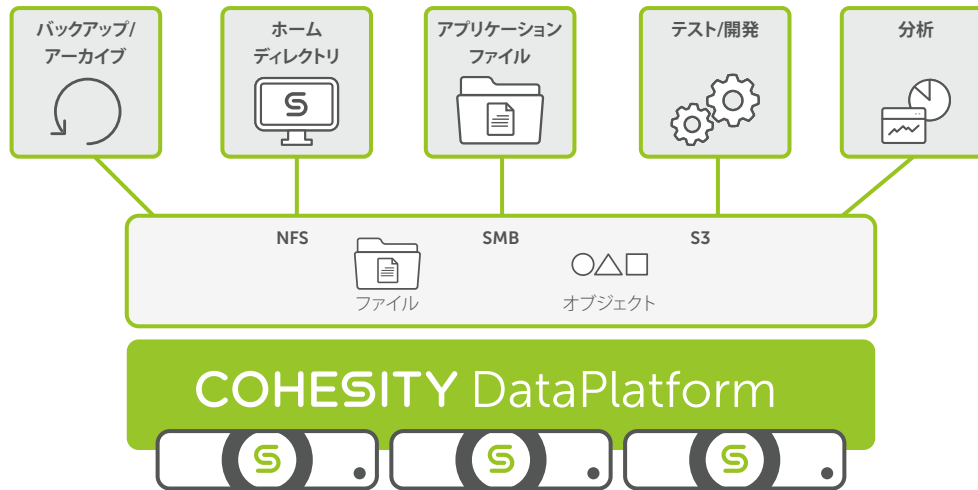 バックアップ/
アーカイブ
ホーム
ディレクトリ
アプリケーション
ファイル
テスト/開発
分析
NFS
SMB
S3
ファイル
オブジェクト
COHESITY DataPlatform